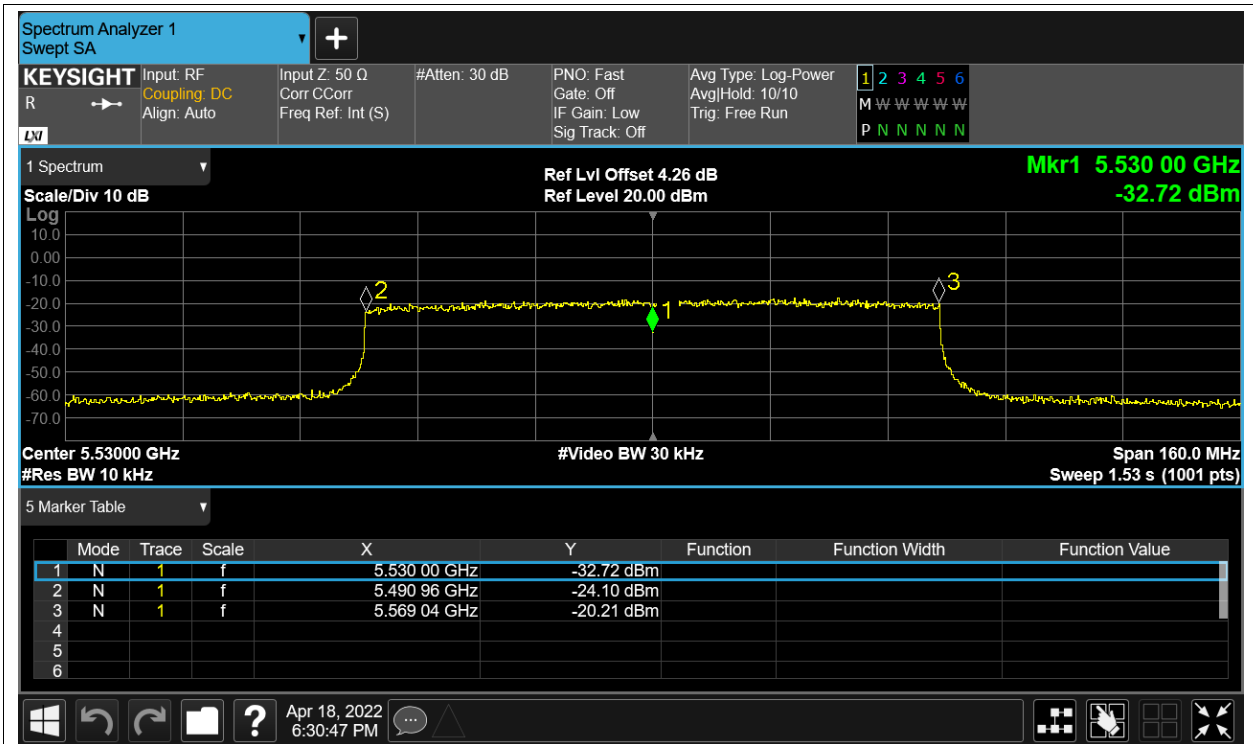 Spectrum Analyzer 1
Swept SA
KEYSIGHT
R
LXI
Input: RF
Coupling: DC
Align: Auto
Input Z: 50 Ω
Corr CCorr
Freq Ref: Int (S)
#Atten: 30 dB
PNO: Fast
Gate: Off
IF Gain: Low
Sig Track: Off
Avg Type: Log-Power
Avg|Hold: 10/10
Trig: Free Run
1 2 3 4 5 6
M W W W W W
P N N N N N
1 Spectrum
Scale/Div 10 dB
Ref Lvl Offset 4.26 dB
Ref Level 20.00 dBm
Mkr1 5.530 00 GHz
-32.72 dBm
Log
10.0
0.00
-10.0
-20.0
-30.0
-40.0
-50.0
-60.0
-70.0
2
1
3
Center 5.53000 GHz #Video BW 30 kHz Span 160.0 MHz
#Res BW 10 kHz Sweep 1.53 s (1001 pts)
5 Marker Table
Mode Trace Scale X Y Function Function Width Function Value
1 N 1 f 5.530 00 GHz -32.72 dBm
2 N 1 f 5.490 96 GHz -24.10 dBm
3 N 1 f 5.569 04 GHz -20.21 dBm
4
5
6
?
Apr 18, 2022
6:30:47 PM